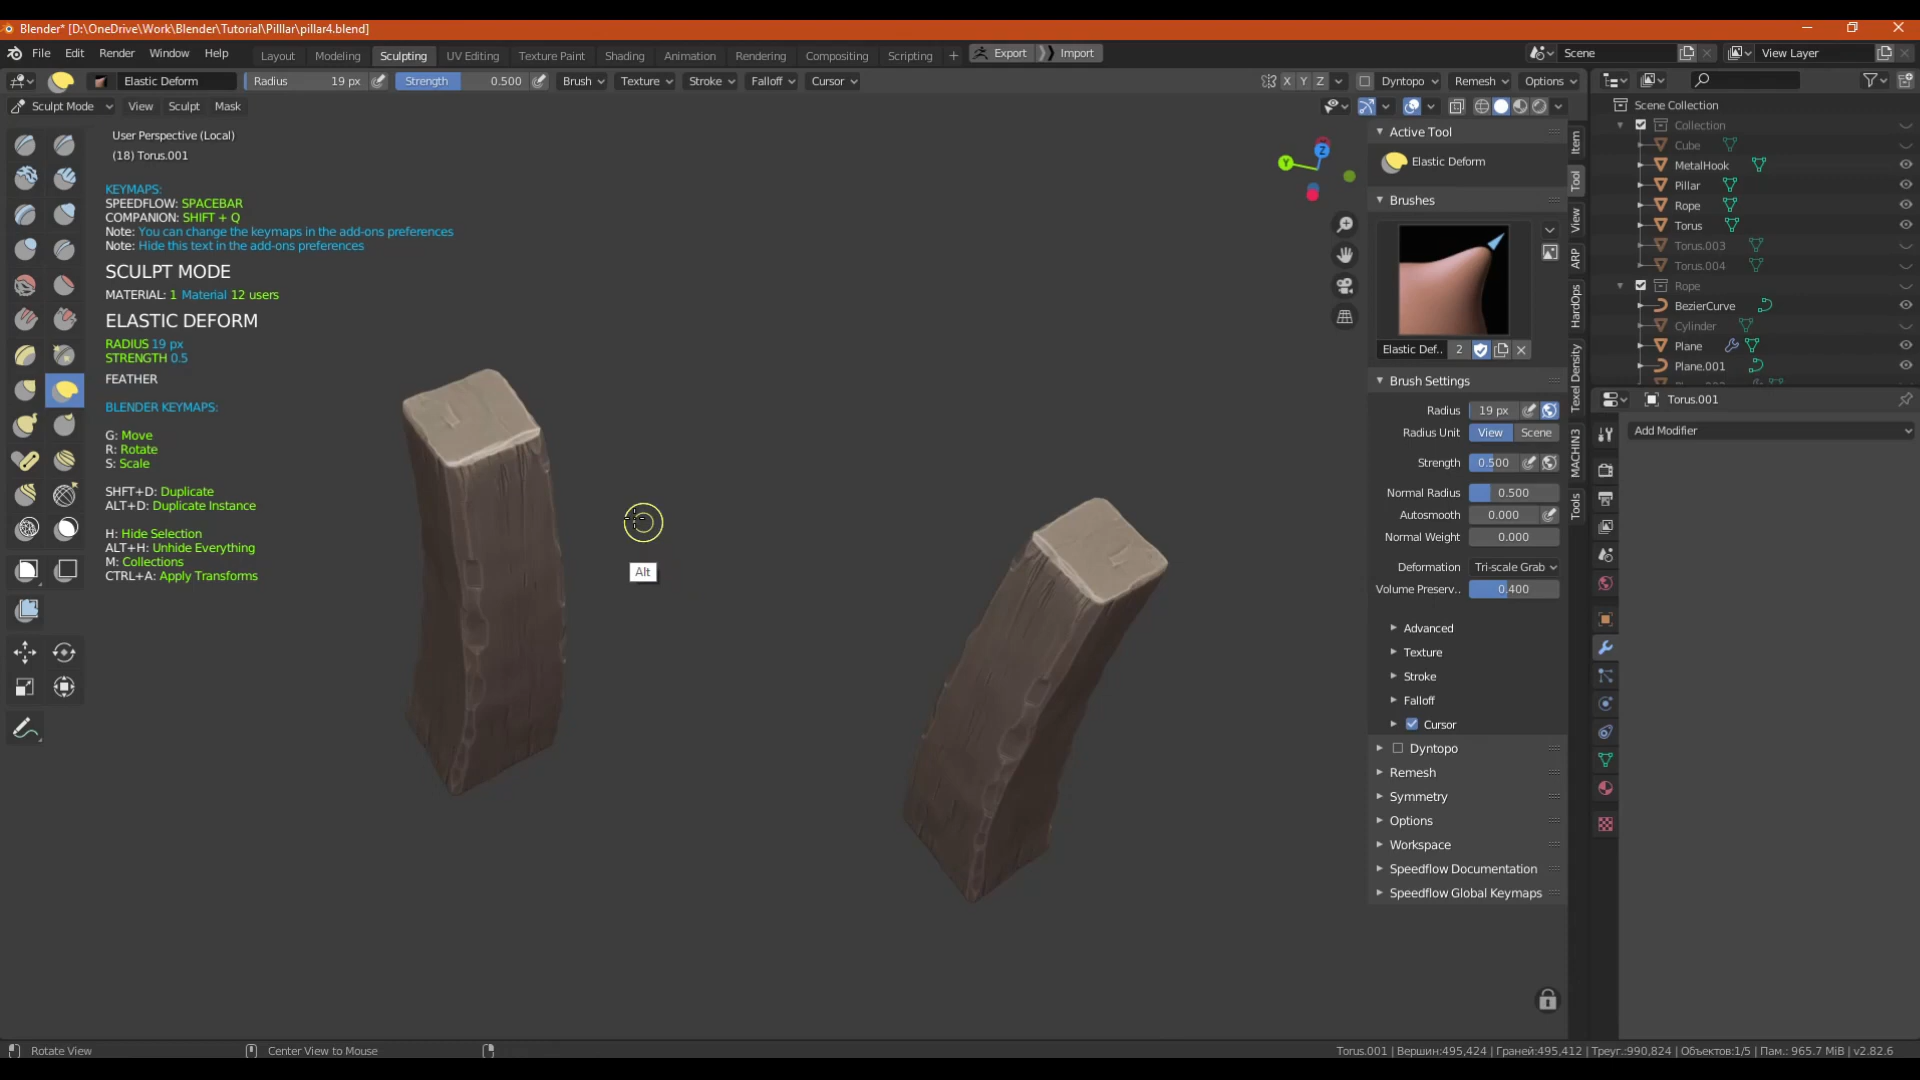 Blender* [D:\OneDrive\Work\Blender\Tutorial\Pilllar\pillar4.blend]
File Edit Render Window Help
Layout Modeling Sculpting UV Editing Texture Paint Shading Animation Rendering Compositing Scripting + Export Import
Scene
View Layer
Elastic Deform Radius 19 px Strength 0.500 Brush Texture Stroke Falloff Cursor
X Y Z Dyntopo Remesh Options
Sculpt Mode View Sculpt Mask
User Perspective (Local)
(18) Torus.001
KEYMAPS:
SPEEDFLOW: SPACEBAR
COMPANION: SHIFT + Q
Note: You can change the keymaps in the add-ons preferences
Note: Hide this text in the add-ons preferences
SCULPT MODE
MATERIAL: 1 Material 12 users
ELASTIC DEFORM
RADIUS 19 px
STRENGTH 0.5
FEATHER
BLENDER KEYMAPS:
G: Move
R: Rotate
S: Scale
SHFT+D: Duplicate
ALT+D: Duplicate Instance
H: Hide Selection
ALT+H: Unhide Everything
M: Collections
CTRL+A: Apply Transforms
Alt
Y
Z
Active Tool
Elastic Deform
Brushes
Elastic Def.. 2
Brush Settings
Radius 19 px
Radius Unit View Scene
Strength 0.500
Normal Radius 0.500
Autosmooth 0.000
Normal Weight 0.000
Deformation Tri-scale Grab
Volume Preserv.. 0.400
Advanced
Texture
Stroke
Falloff
Cursor
Dyntopo
Remesh
Symmetry
Options
Workspace
Speedflow Documentation
Speedflow Global Keymaps
Item
Tool
View
ARP
HardOps
Texel Density
MACHIN3
Tools
Scene Collection
Collection
Cube
MetalHook
Pillar
Rope
Torus
Torus.003
Torus.004
Rope
BezierCurve
Cylinder
Plane
Plane.001
Torus.001
Add Modifier
Rotate View
Center View to Mouse
Torus.001 | Вершин:495,424 | Граней:495,412 | Треуг.:990,824 | Объектов:1/5 | Пам.: 965.7 MiB | v2.82.6